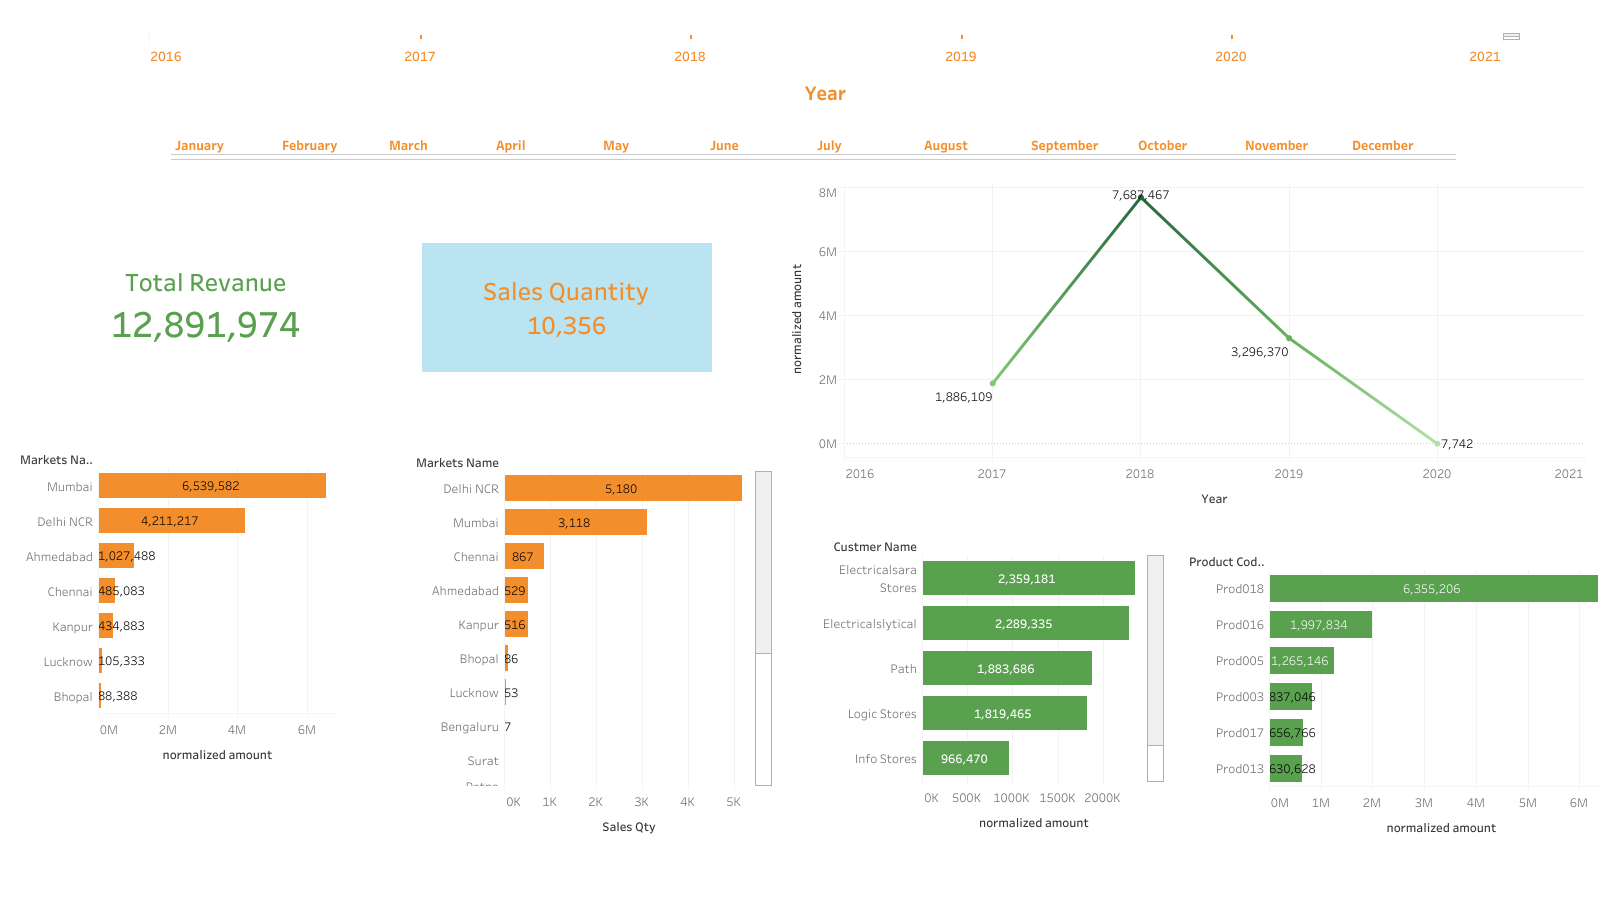 2016 2017 2018 2019 2020 2021
Year
January February March April May June July August September October November December
Total Revanue
12,891,974
Sales Quantity
10,356
normalized amount
8M
6M
4M
2M
0M
7,687,467
3,296,370
1,886,109
7,742
2016 2017 2018 2019 2020 2021
Year
Markets Na..
Mumbai 6,539,582
Delhi NCR 4,211,217
Ahmedabad 1,027,488
Chennai 485,083
Kanpur 434,883
Lucknow 105,333
Bhopal 88,388
0M 2M 4M 6M
normalized amount
Markets Name
Delhi NCR 5,180
Mumbai 3,118
Chennai 867
Ahmedabad 529
Kanpur 516
Bhopal 86
Lucknow 53
Bengaluru 7
Surat
0K 1K 2K 3K 4K 5K
Sales Qty
Custmer Name
Electricalsara
Stores 2,359,181
Electricalslytical 2,289,335
Path 1,883,686
Logic Stores 1,819,465
Info Stores 966,470
0K 500K 1000K 1500K 2000K
normalized amount
Product Cod..
Prod018 6,355,206
Prod016 1,997,834
Prod005 1,265,146
Prod003 837,046
Prod017 656,766
Prod013 630,628
0M 1M 2M 3M 4M 5M 6M
normalized amount